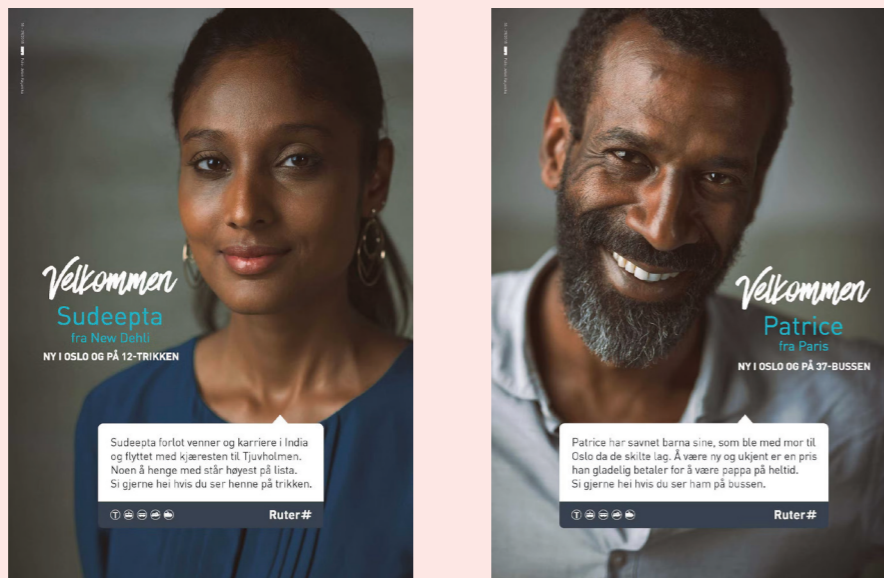 Velkommen
Sudeepta
fra New Dehli
NY I OSLO OG PÅ 12-TRIKKEN
Sudeepta forlot venner og karriere i India
og flyttet med kjæresten til Tjuvholmen.
Noen å henge med står høyest på lista.
Si gjerne hei hvis du ser henne på trikken.
T
Ruter#
Velkommen
Patrice
fra Paris
NY I OSLO OG PÅ 37-BUSSEN
Patrice har savnet barna sine, som ble med mor til
Oslo da de skilte lag. Å være ny og ukjent er en pris
han gladelig betaler for å være pappa på heltid.
Si gjerne hei hvis du ser ham på bussen.
T
Ruter#